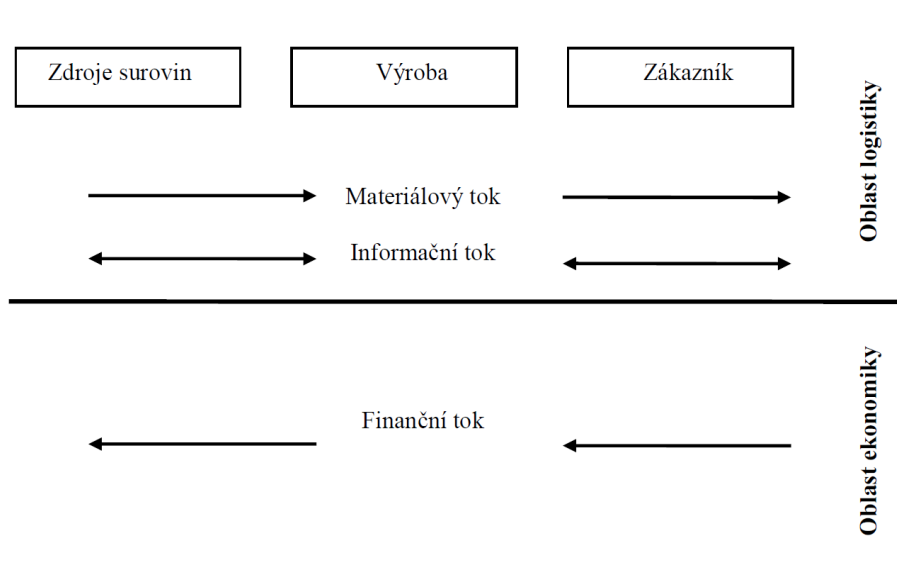 Zdroje surovin
Výroba
Zákazník
Oblast logistiky
Materiálový tok
Informační tok
Finanční tok
Oblast ekonomiky